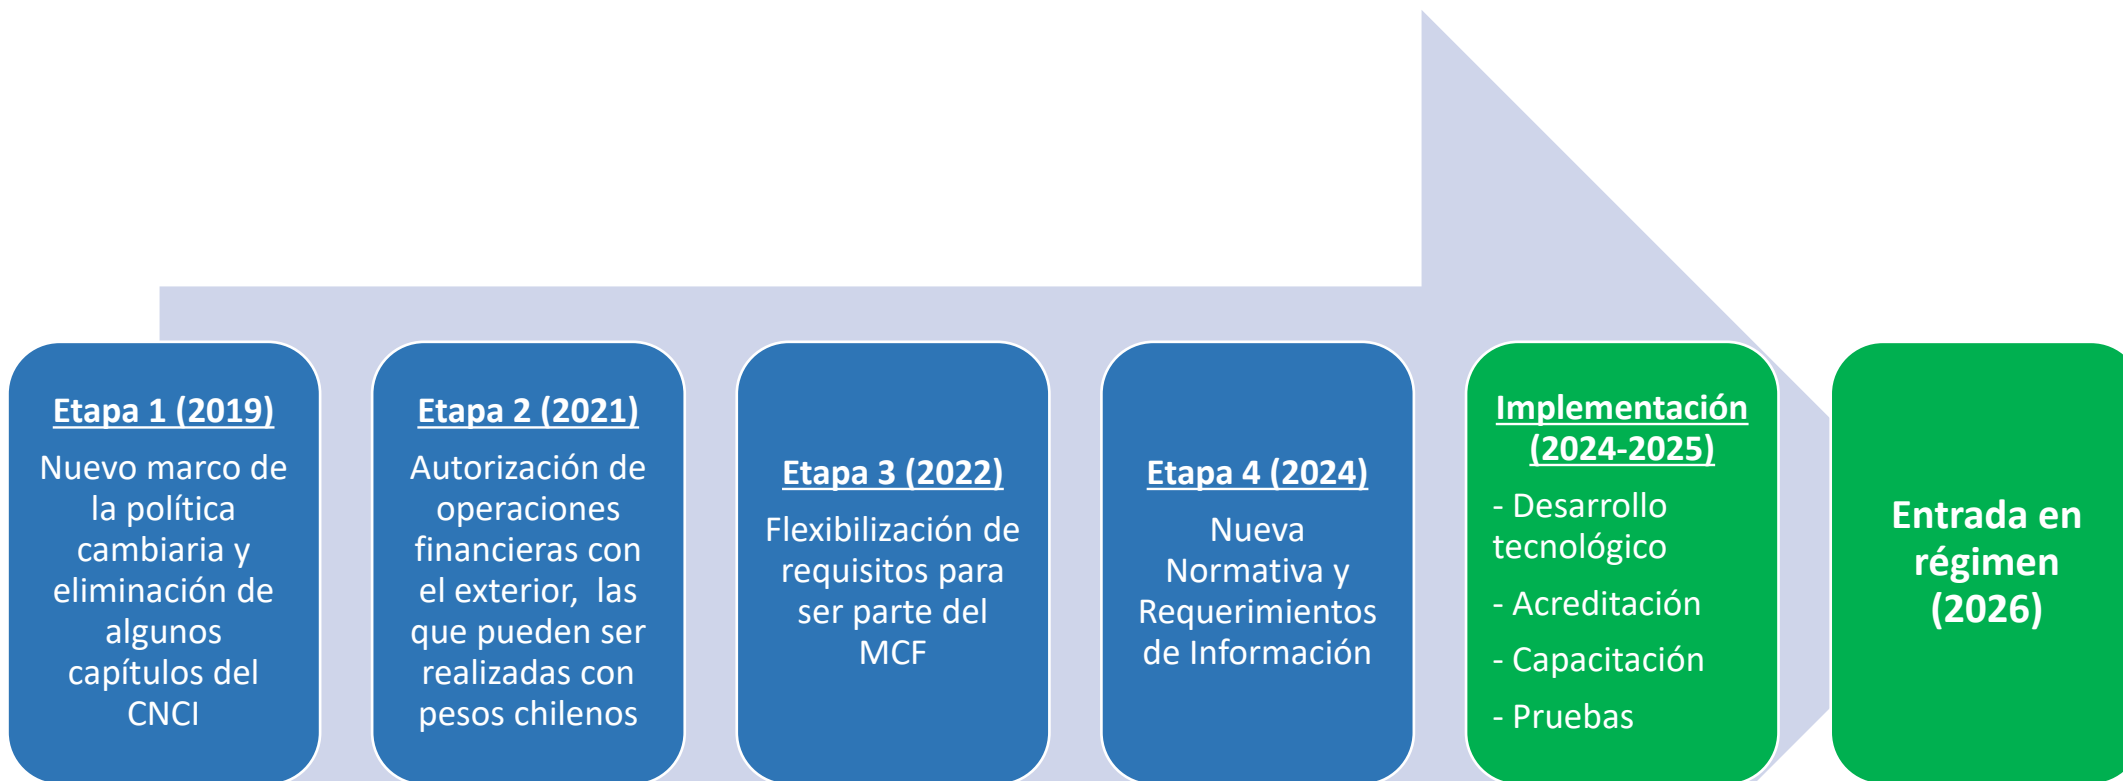 Etapa 1 (2019)
Nuevo marco de
la política
cambiaria y
eliminación de
algunos
capítulos del
CNCI
Etapa 2 (2021)
Autorización de
operaciones
financieras con
el exterior, las
que pueden ser
realizadas con
pesos chilenos
Etapa 3 (2022)
Flexibilización de
requisitos para
ser parte del
MCF
Etapa 4 (2024)
Nueva
Normativa y
Requerimientos
de Información
Implementación
(2024-2025)
- Desarrollo
tecnológico
- Acreditación
- Capacitación
- Pruebas
Entrada en
régimen
(2026)